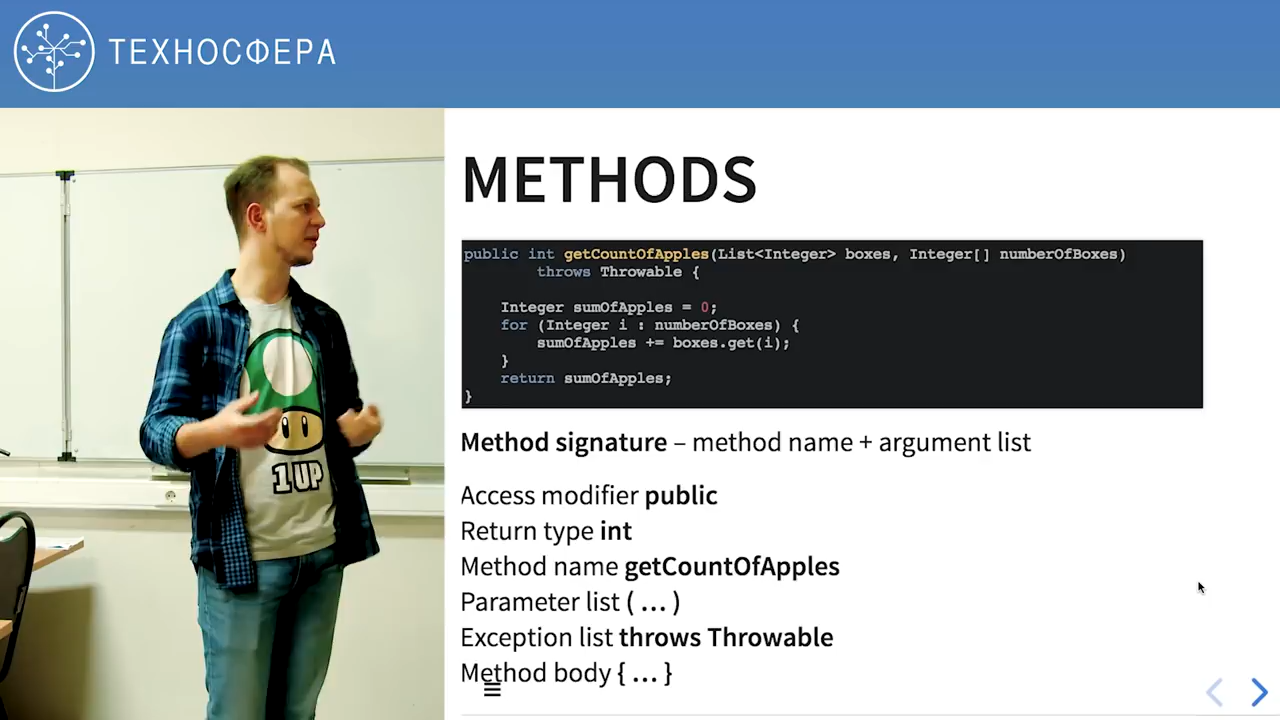 ТЕХНОСФЕРА
METHODS
public int getCountOfApples(List<Integer> boxes, Integer[] numberOfBoxes)
        throws Throwable {
    Integer sumOfApples = 0;
    for (Integer i : numberOfBoxes) {
        sumOfApples += boxes.get(i);
    }
    return sumOfApples;
}
1 UP
Method signature – method name + argument list
Access modifier public
Return type int
Method name getCountOfApples
Parameter list ( … )
Exception list throws Throwable
Method body { … }